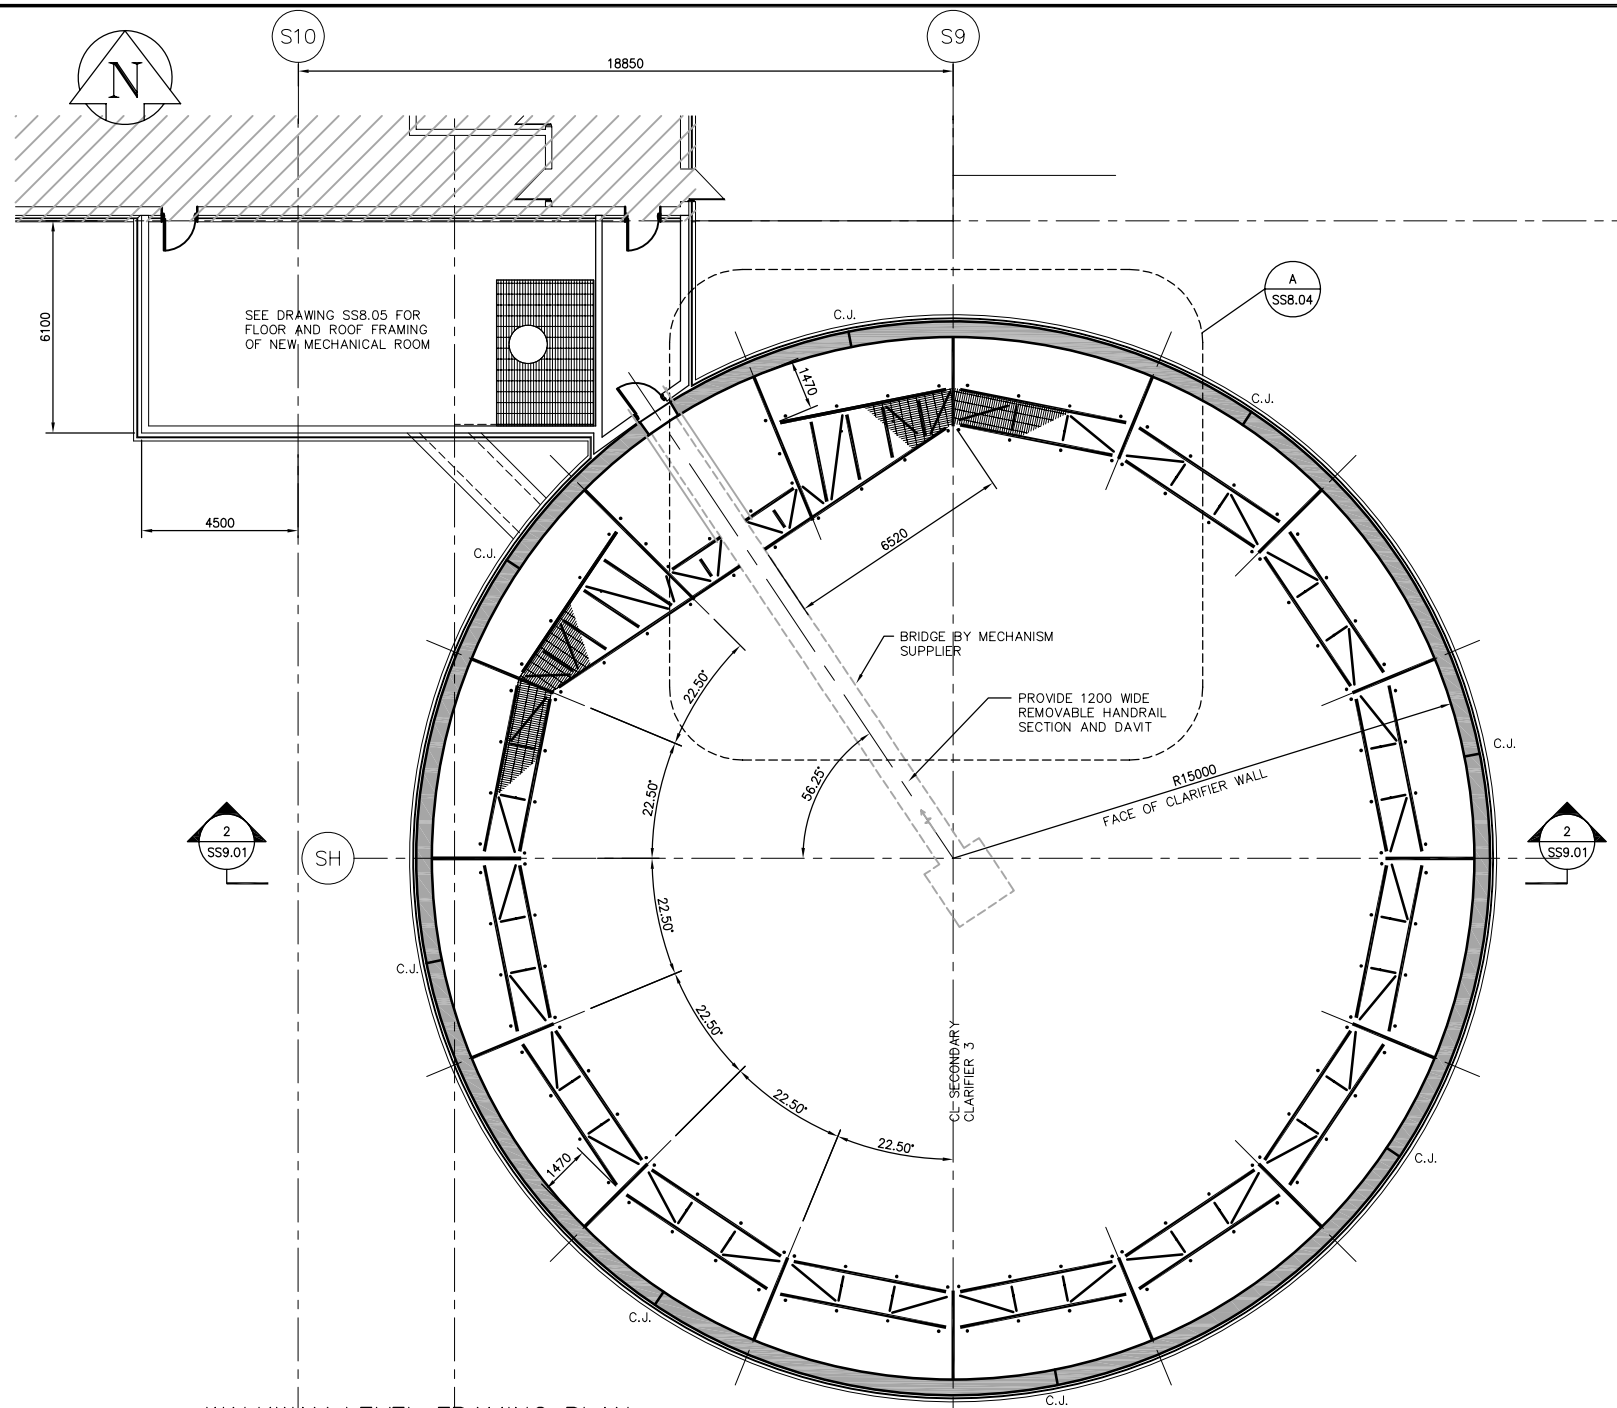 S10
S9
18850
N
A
SS8.04
C.J.
6100
SEE DRAWING SS8.05 FOR
FLOOR AND ROOF FRAMING
OF NEW MECHANICAL ROOM
1470
C.J.
4500
6520
C.J.
BRIDGE BY MECHANISM
SUPPLIER
22.50°
PROVIDE 1200 WIDE
REMOVABLE HANDRAIL
SECTION AND DAVIT
C.J.
R15000
FACE OF CLARIFIER WALL
56.25°
22.50°
2
SS9.01
SH
2
SS9.01
22.50°
C.J.
22.50°
CL SECONDARY
CLARIFIER 3
22.50°
22.50°
1470
C.J.
C.J.
C.J.